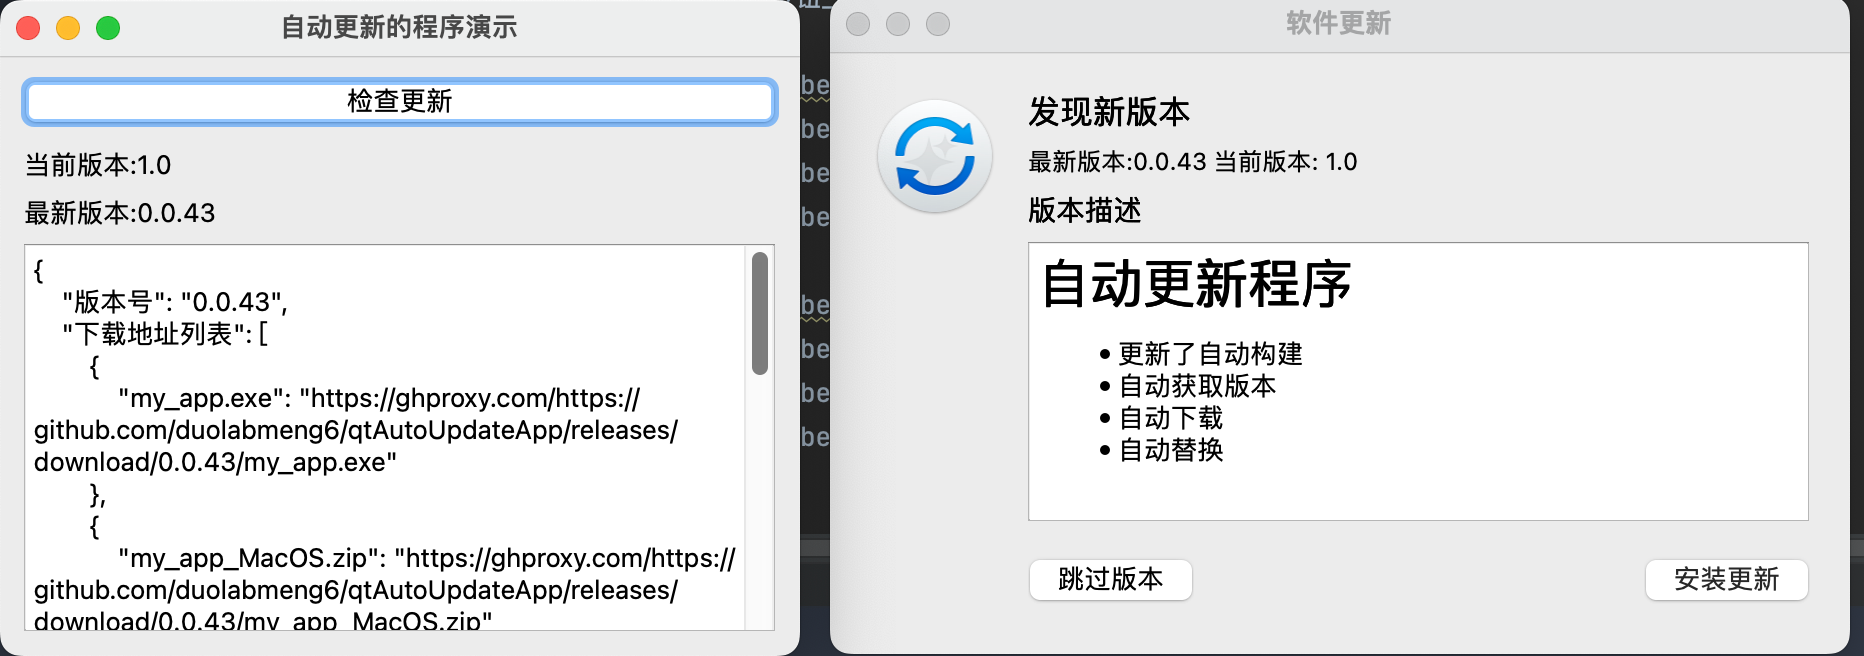 自动更新的程序演示
检查更新
当前版本:1.0
最新版本:0.0.43
{
"版本号": "0.0.43",
"下载地址列表": [
{
"my_app.exe": "https://ghproxy.com/https://
github.com/duolabmeng6/qtAutoUpdateApp/releases/
download/0.0.43/my_app.exe"
},
{
"my_app_MacOS.zip": "https://ghproxy.com/https://
github.com/duolabmeng6/qtAutoUpdateApp/releases/
download/0.0.43/my_app_MacOS.zip"
be
be
be
be
be
be
be
be
软件更新
发现新版本
最新版本:0.0.43 当前版本: 1.0
版本描述
自动更新程序
• 更新了自动构建
• 自动获取版本
• 自动下载
• 自动替换
跳过版本
安装更新